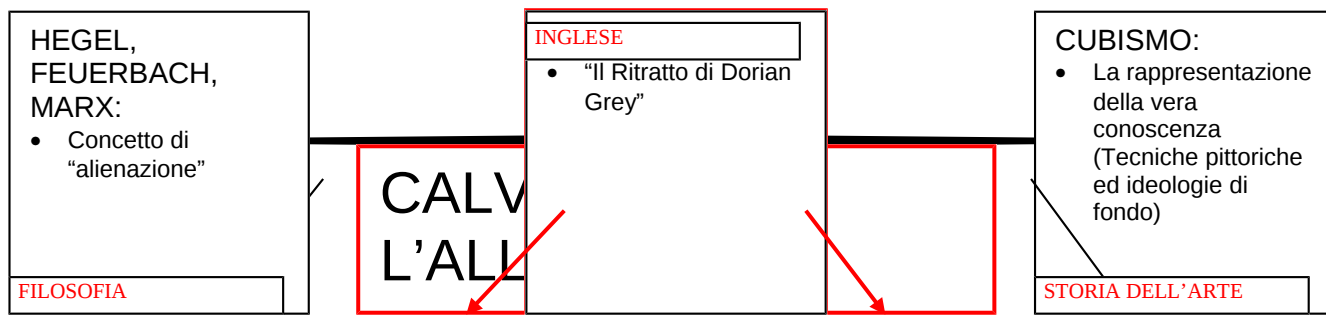 HEGEL,
FEUERBACH,
MARX:
• Concetto di
“alienazione”
FILOSOFIA
CALV
L’ALL
INGLESE
• “Il Ritratto di Dorian
Grey”
CUBISMO:
• La rappresentazione
della vera
conoscenza
(Tecniche pittoriche
ed ideologie di
fondo)
STORIA DELL’ARTE